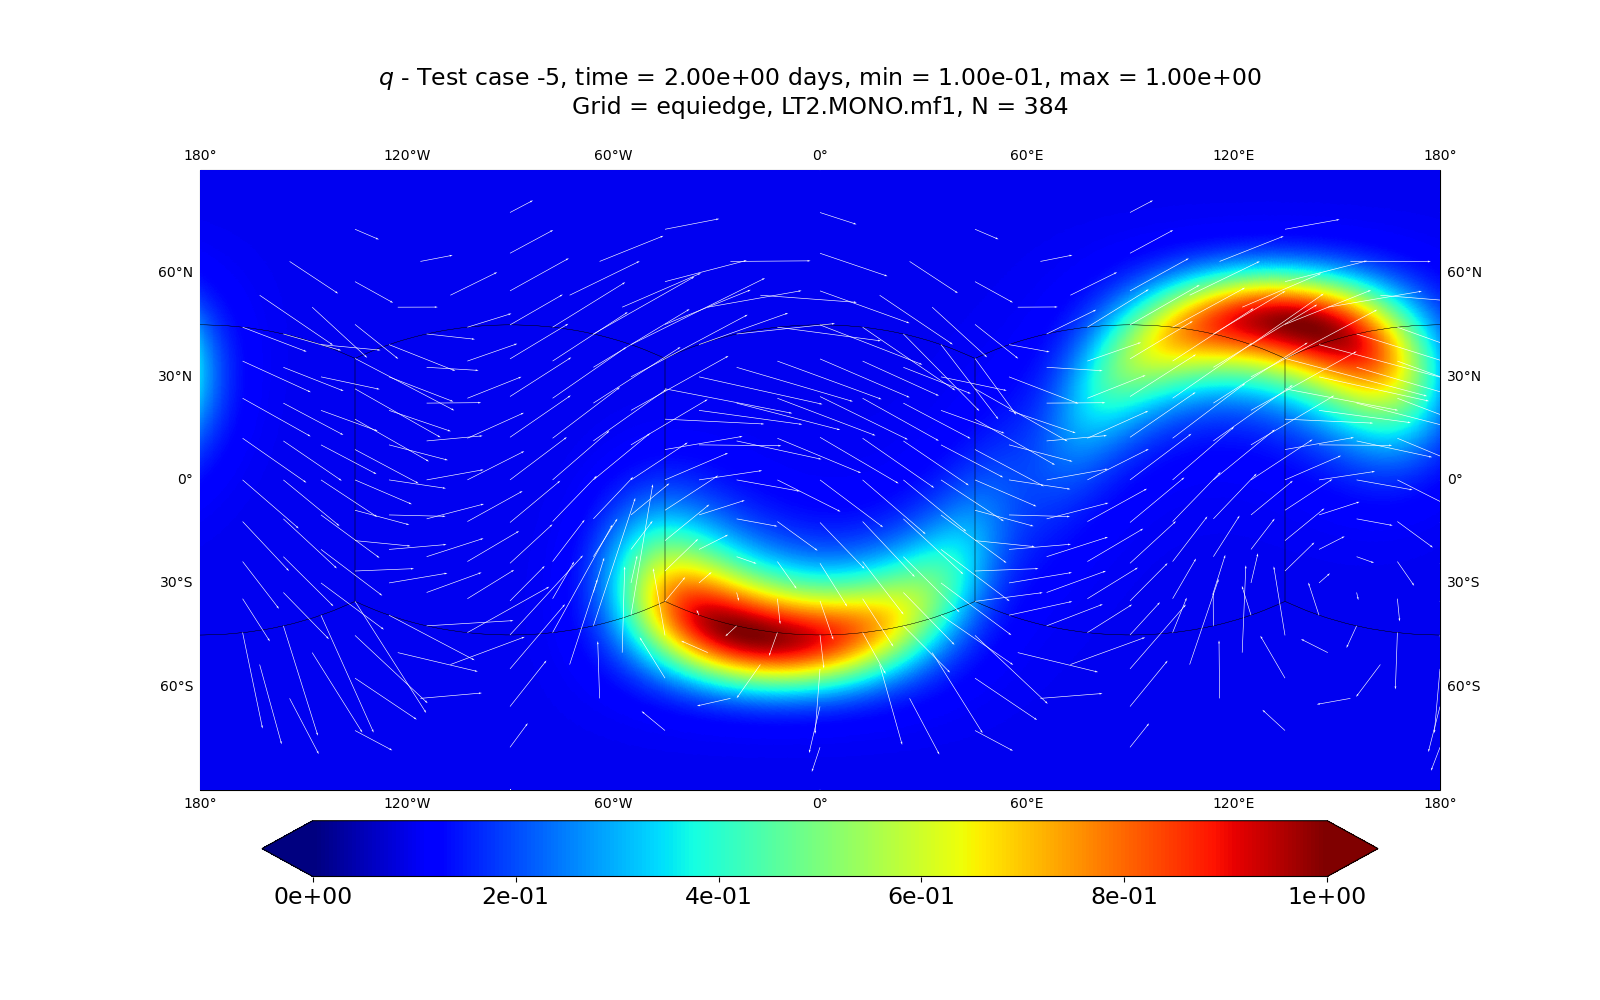 q - Test case -5, time = 2.00e+00 days, min = 1.00e-01, max = 1.00e+00
Grid = equiedge, LT2.MONO.mf1, N = 384
180° 120°W 60°W 0° 60°E 120°E 180°
60°N 60°N
30°N 30°N
0° 0°
30°S 30°S
60°S 60°S
180° 120°W 60°W 0° 60°E 120°E 180°
0e+00 2e-01 4e-01 6e-01 8e-01 1e+00